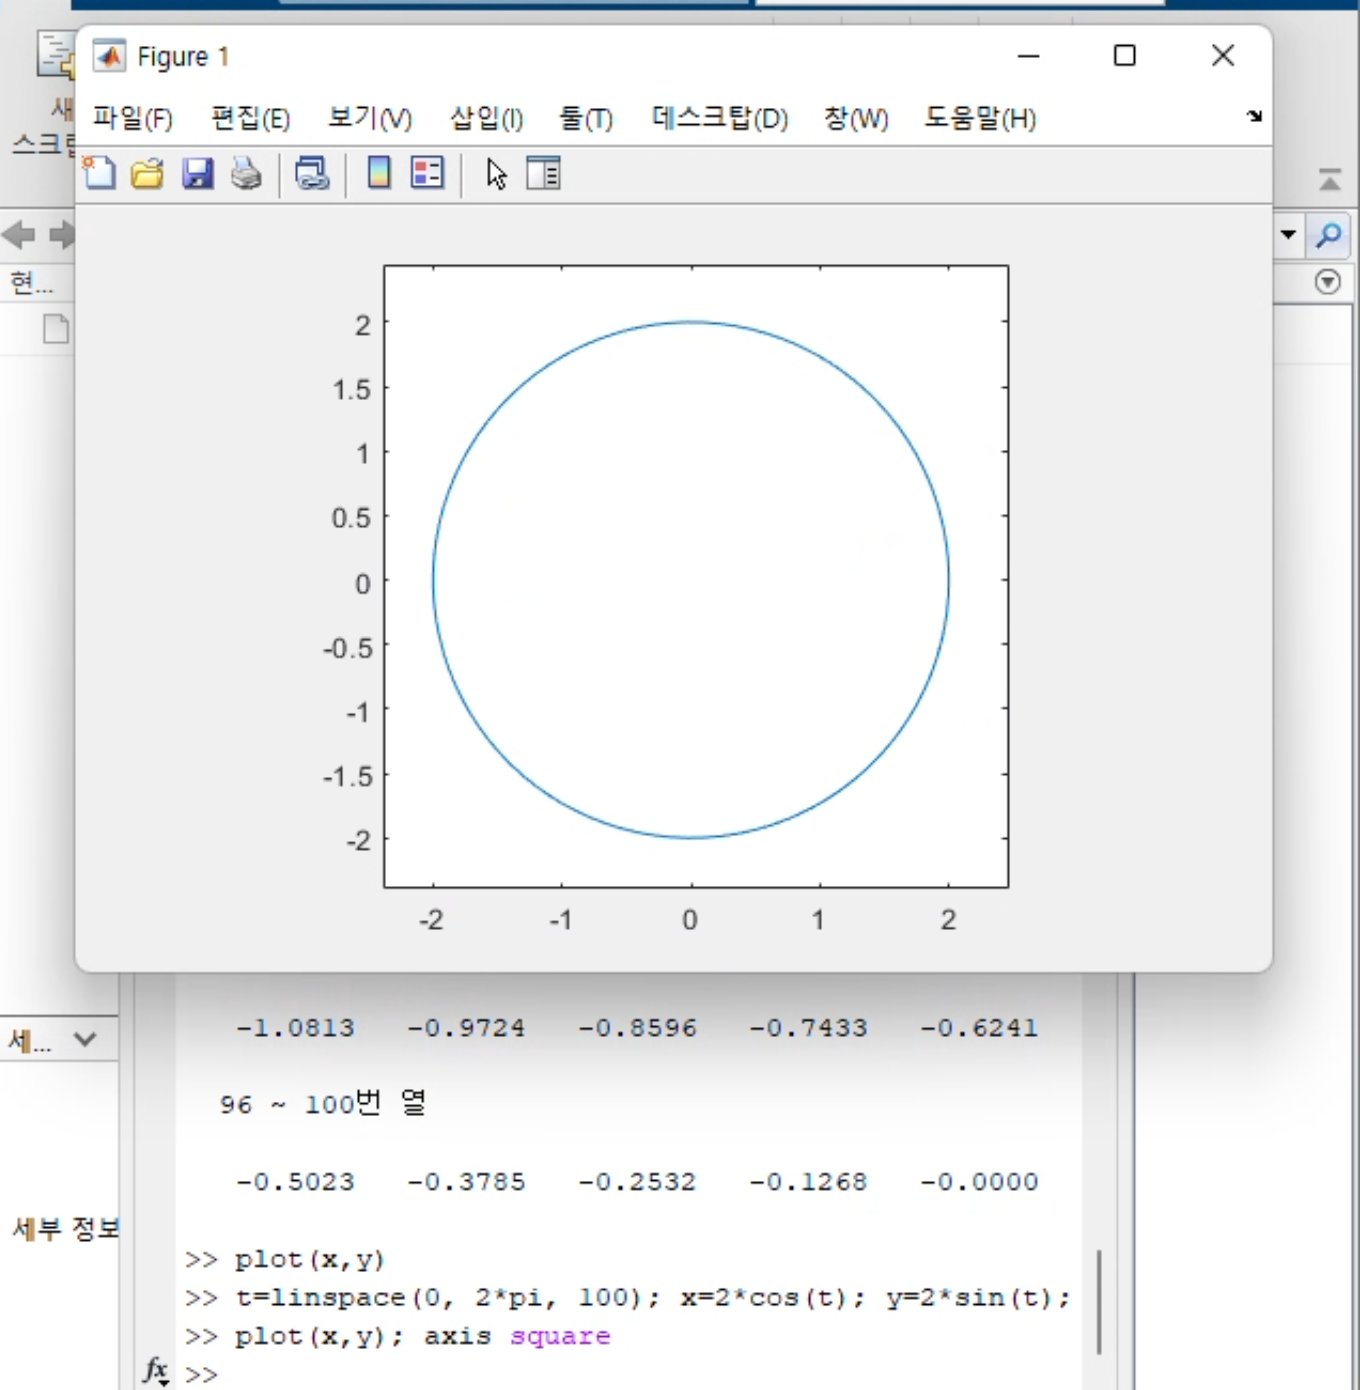 Figure 1
파일(F) 편집(E) 보기(V) 삽입(I) 툴(T) 데스크탑(D) 창(W) 도움말(H)
새
스크립
현...
2
1.5
1
0.5
0
-0.5
-1
-1.5
-2
-2 -1 0 1 2
-1.0813 -0.9724 -0.8596 -0.7433 -0.6241
세...
96 ~ 100번 열
-0.5023 -0.3785 -0.2532 -0.1268 -0.0000
세부 정보
>> plot(x,y)
>> t=linspace(0, 2*pi, 100); x=2*cos(t); y=2*sin(t);
>> plot(x,y); axis square
fx >>